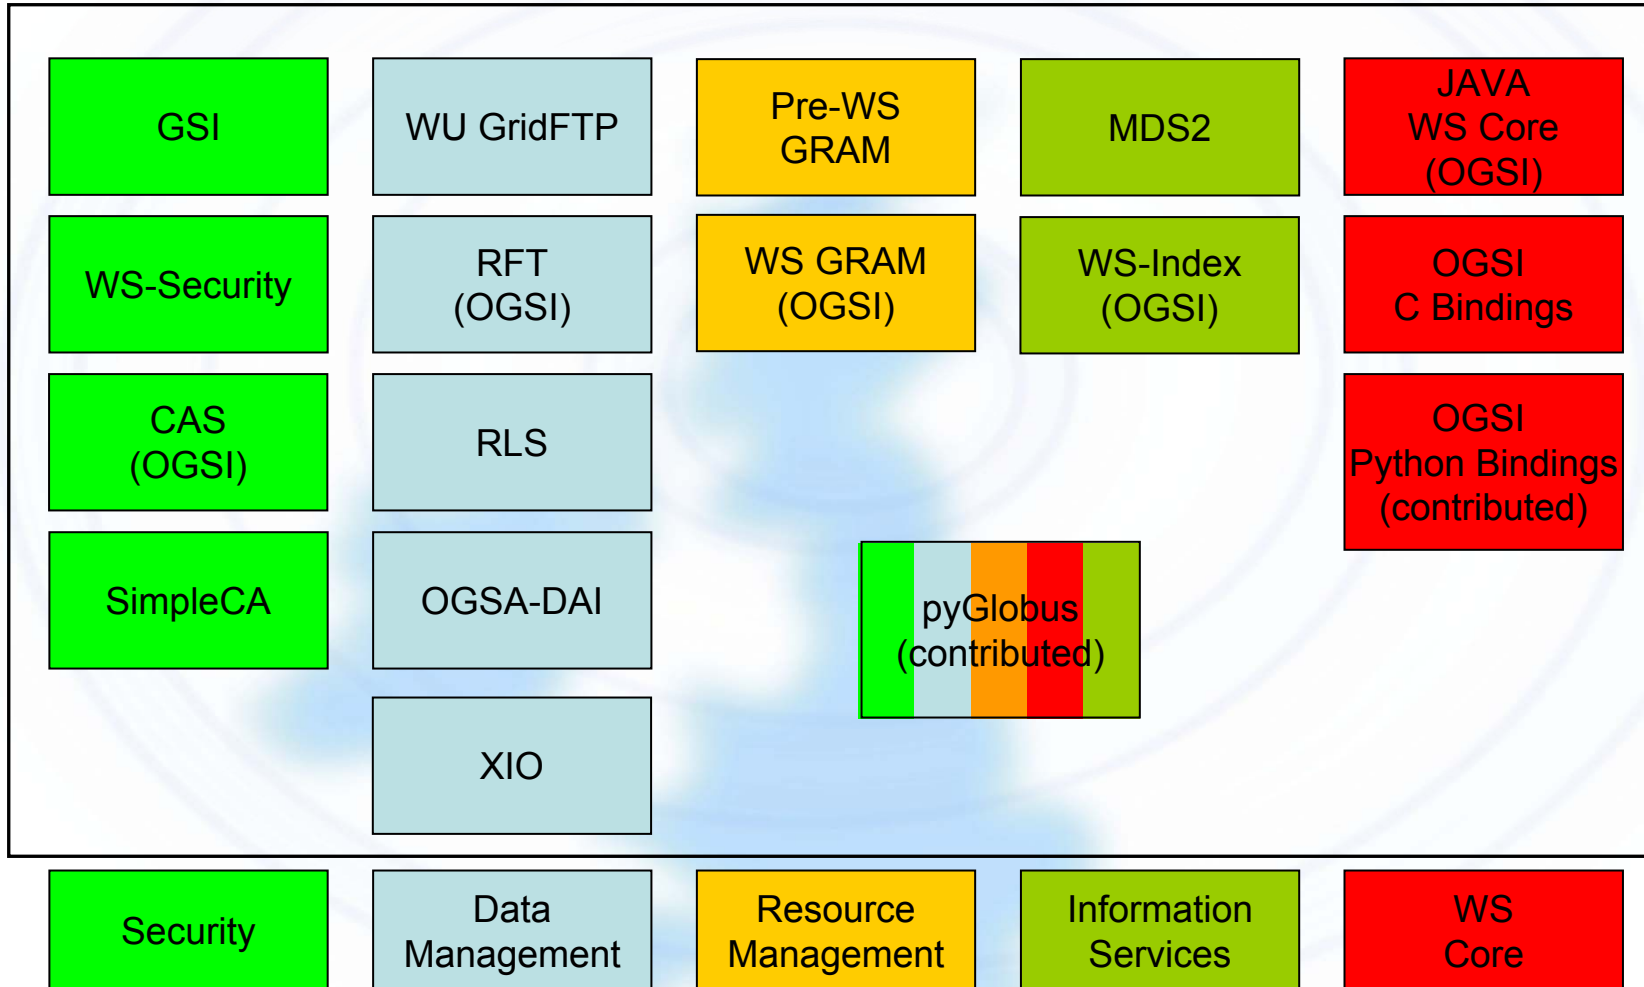 GSI
WU GridFTP
Pre-WS
GRAM
MDS2
JAVA
WS Core
(OGSI)
WS-Security
RFT
(OGSI)
WS GRAM
(OGSI)
WS-Index
(OGSI)
OGSI
C Bindings
CAS
(OGSI)
RLS
OGSI
Python Bindings
(contributed)
SimpleCA
OGSA-DAI
pyGlobus
(contributed)
XIO
Security
Data
Management
Resource
Management
Information
Services
WS
Core